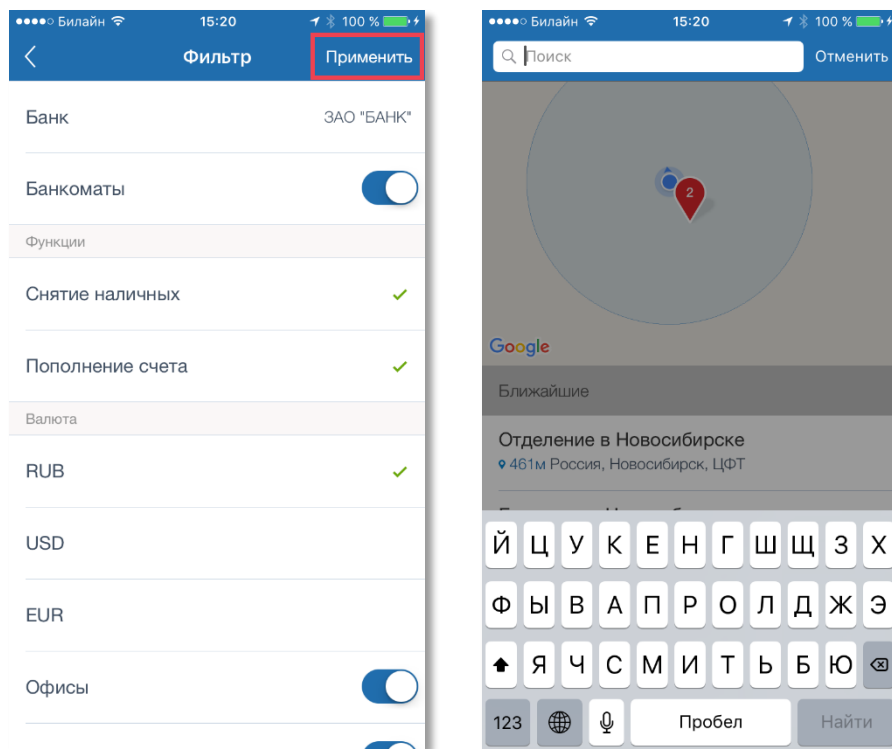 Билайн 15:20 100 %
Фильтр Применить
Банк ЗАО "БАНК"
Банкоматы
Функции
Снятие наличных
Пополнение счета
Валюта
RUB
USD
EUR
Офисы
Билайн 15:20 100 %
Поиск Отменить
2
Google
Ближайшие
Отделение в Новосибирске
461м Россия, Новосибирск, ЦФТ
Й Ц У К Е Н Г Ш Щ З Х
Ф Ы В А П Р О Л Д Ж Э
Я Ч С М И Т Ь Б Ю
123 Пробел Найти